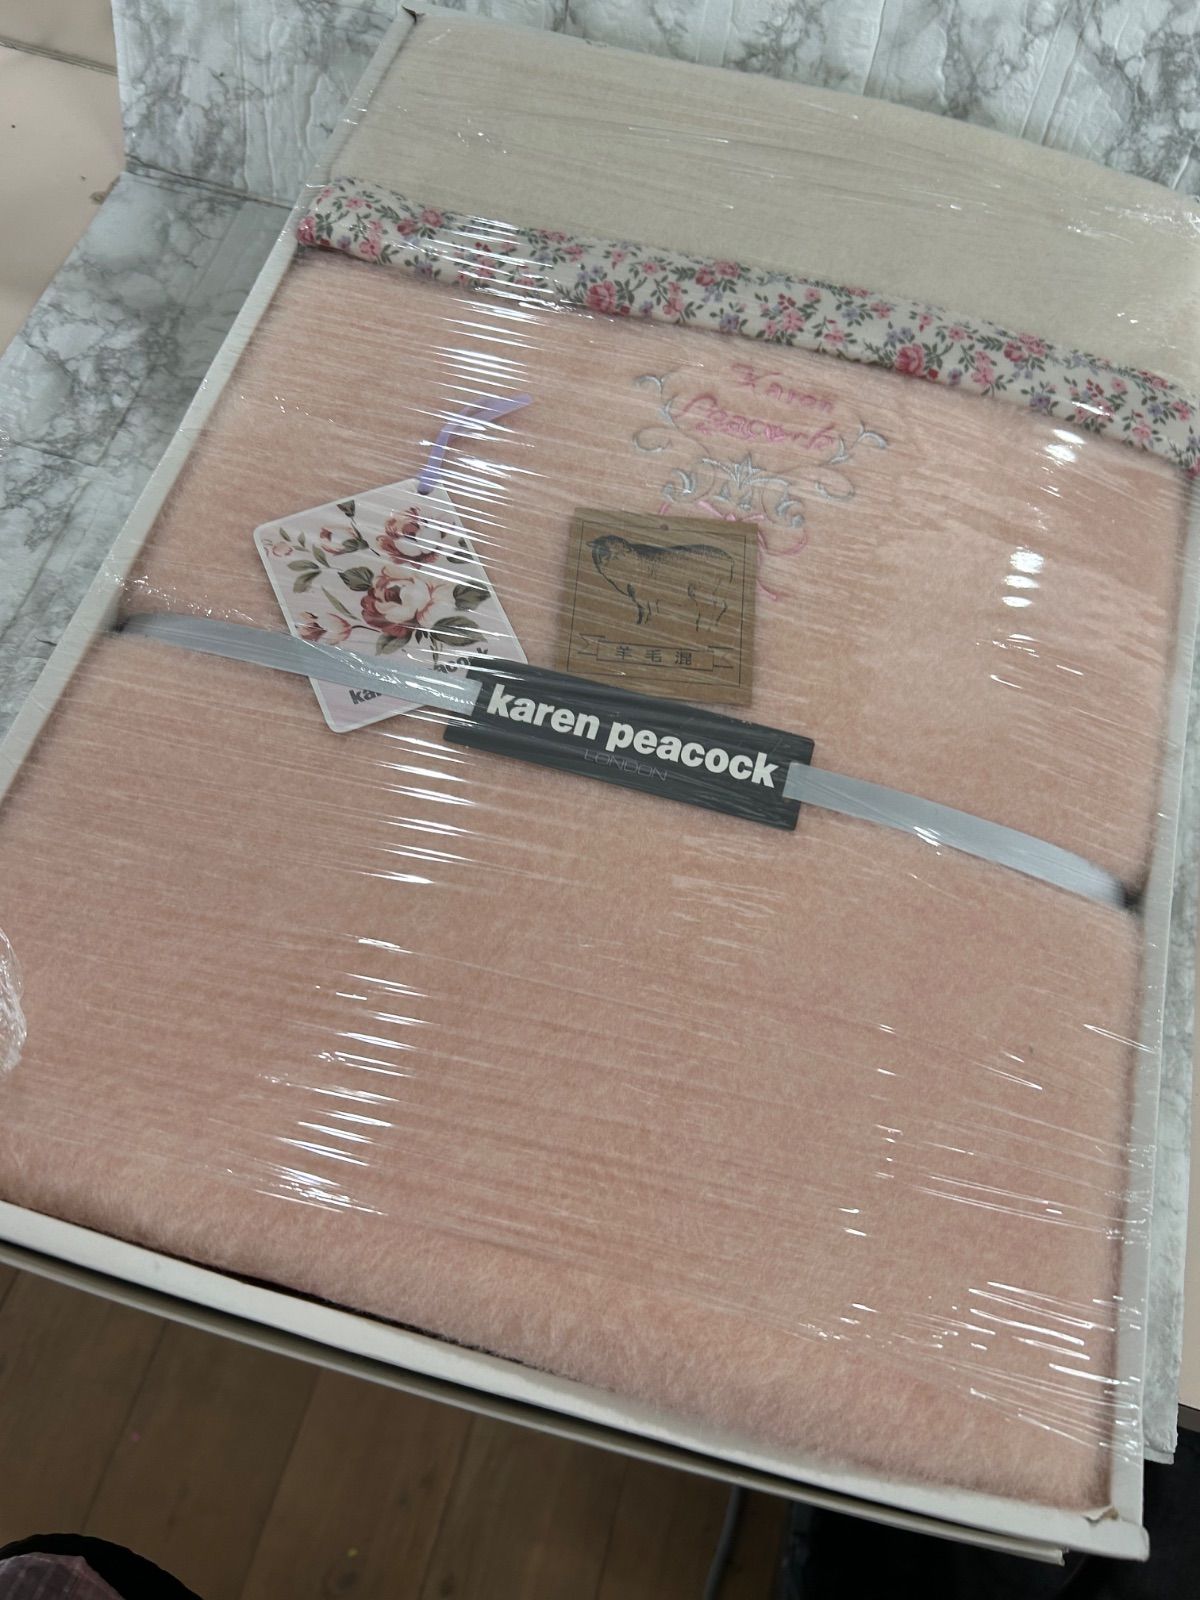 Karen
Peacock
羊毛混
karen peacock
LONDON